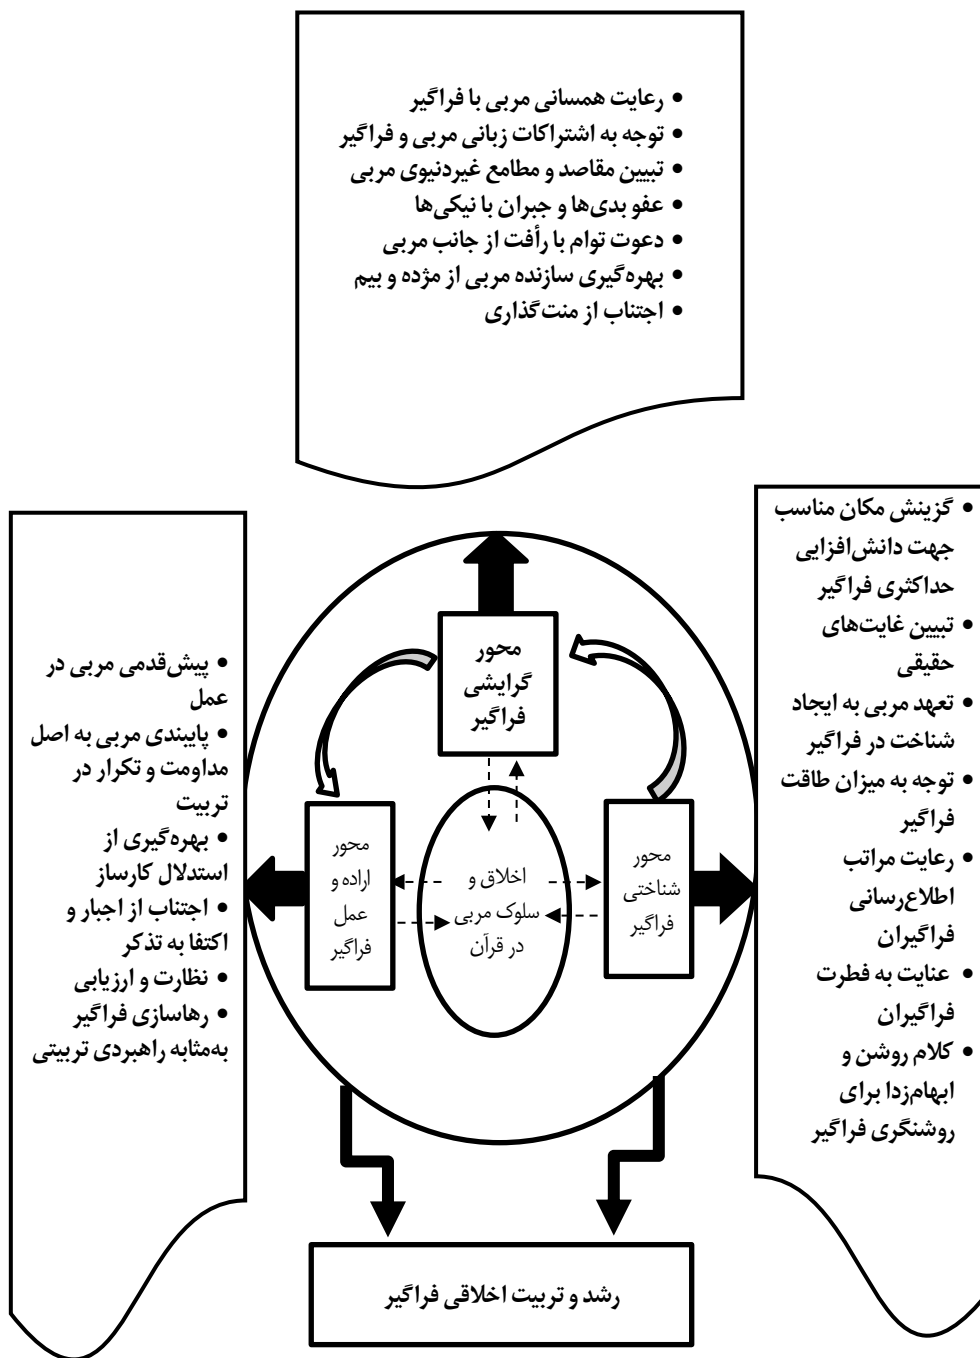 • رعایت همسانی مربی با فراگیر
• توجه به اشتراکات زبانی مربی و فراگیر
• تبیین مقاصد و مطامع غیردنیوی مربی
• عفو بدی‌ها و جبران با نیکی‌ها
• دعوت توام با رأفت از جانب مربی
• بهره‌گیری سازنده مربی از مژده و بیم
• اجتناب از منت‌گذاری
• گزینش مکان مناسب
جهت دانش‌افزایی
حداکثری فراگیر
• تبیین غایت‌های
حقیقی
• تعهد مربی به ایجاد
شناخت در فراگیر
• توجه به میزان طاقت
فراگیر
• رعایت مراتب
اطلاع‌رسانی
فراگیران
• عنایت به فطرت
فراگیران
• کلام روشن و
ابهام‌زدا برای
روشنگری فراگیر
محور
گرایشی
فراگیر
محور
شناختی
فراگیر
اخلاق و
سلوک مربی
در قرآن
محور
اراده و
عمل
فراگیر
• پیش‌قدمی مربی در
عمل
• پایبندی مربی به اصل
مداومت و تکرار در
تربیت
• بهره‌گیری از
استدلال کارساز
• اجتناب از اجبار و
اکتفا به تذکر
• نظارت و ارزیابی
• رهاسازی فراگیر
به‌مثابه راهبردی تربیتی
رشد و تربیت اخلاقی فراگیر